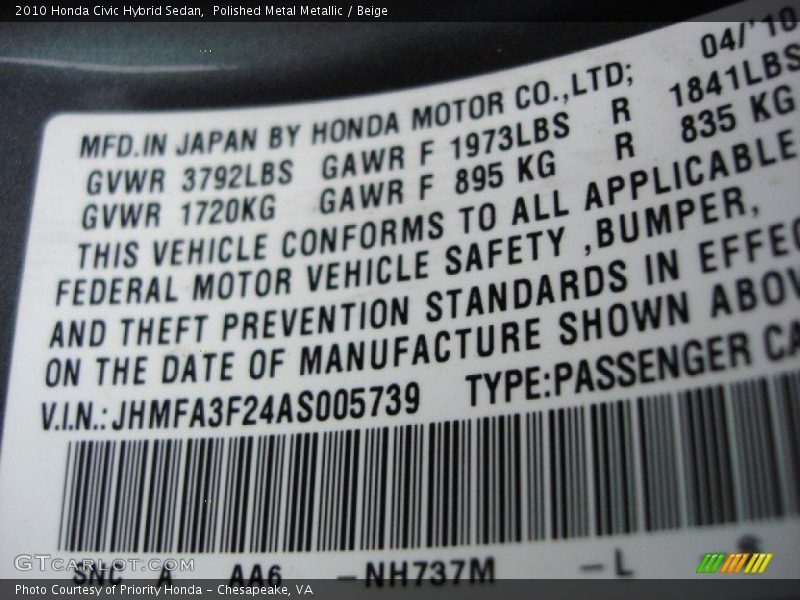 2010 Honda Civic Hybrid Sedan,  Polished Metal Metallic / Beige
04/'10
MFD.IN JAPAN BY HONDA MOTOR CO.,LTD;
GVWR 3792LBS GAWR F 1973LBS R 1841LBS
GVWR 1720KG GAWR F 895 KG R 835 KG
THIS VEHICLE CONFORMS TO ALL APPLICABLE
FEDERAL MOTOR VEHICLE SAFETY ,BUMPER,
AND THEFT PREVENTION STANDARDS IN EFFEC
ON THE DATE OF MANUFACTURE SHOWN ABOV
V.I.N.: JHMFA3F24AS005739 TYPE:PASSENGER CA
SNC A AA6 -NH737M -L
GTCarLot.com
Photo Courtesy of Priority Honda - Chesapeake, VA